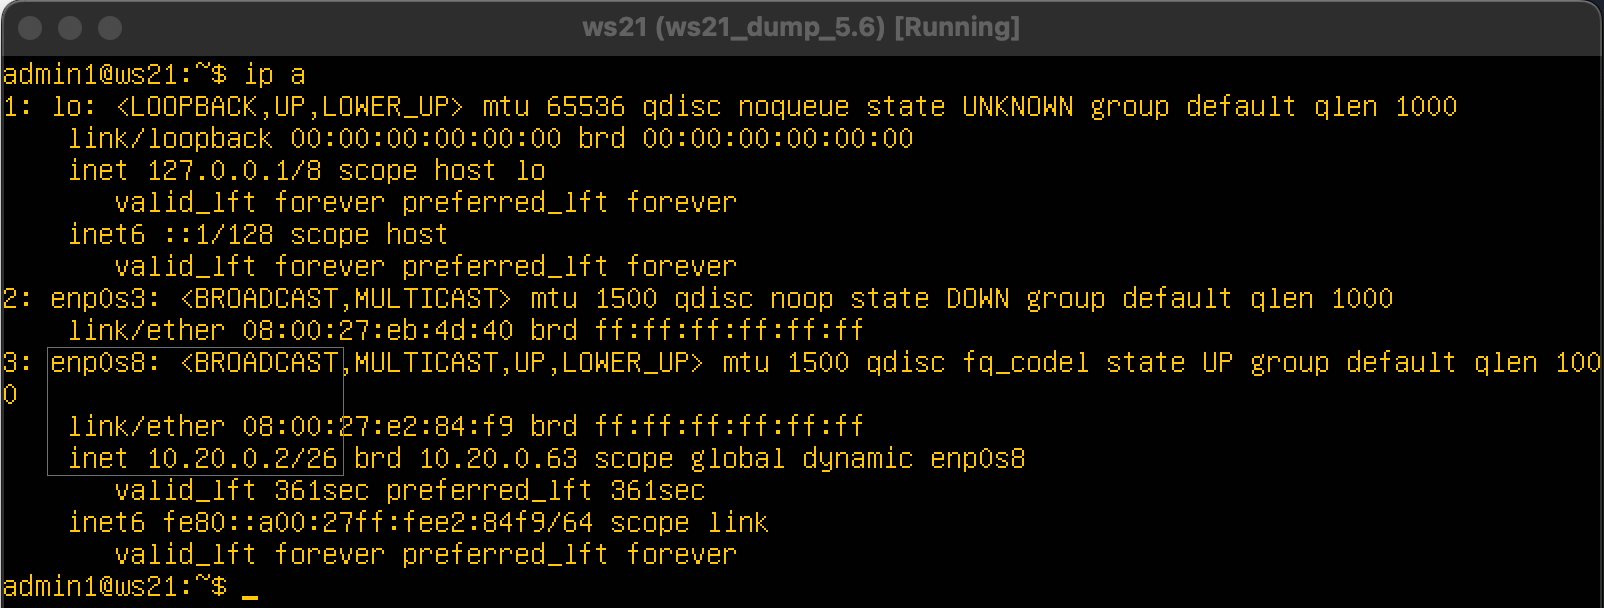 ws21 (ws21_dump_5.6) [Running]
admin1@ws21:~$ ip a
1: lo: <LOOPBACK,UP,LOWER_UP> mtu 65536 qdisc noqueue state UNKNOWN group default qlen 1000
    link/loopback 00:00:00:00:00:00 brd 00:00:00:00:00:00
    inet 127.0.0.1/8 scope host lo
       valid_lft forever preferred_lft forever
    inet6 ::1/128 scope host
       valid_lft forever preferred_lft forever
2: enp0s3: <BROADCAST,MULTICAST> mtu 1500 qdisc noop state DOWN group default qlen 1000
    link/ether 08:00:27:eb:4d:40 brd ff:ff:ff:ff:ff:ff
3: enp0s8: <BROADCAST,MULTICAST,UP,LOWER_UP> mtu 1500 qdisc fq_codel state UP group default qlen 100
0
    link/ether 08:00:27:e2:84:f9 brd ff:ff:ff:ff:ff:ff
    inet 10.20.0.2/26 brd 10.20.0.63 scope global dynamic enp0s8
       valid_lft 361sec preferred_lft 361sec
    inet6 fe80::a00:27ff:fee2:84f9/64 scope link
       valid_lft forever preferred_lft forever
admin1@ws21:~$ _